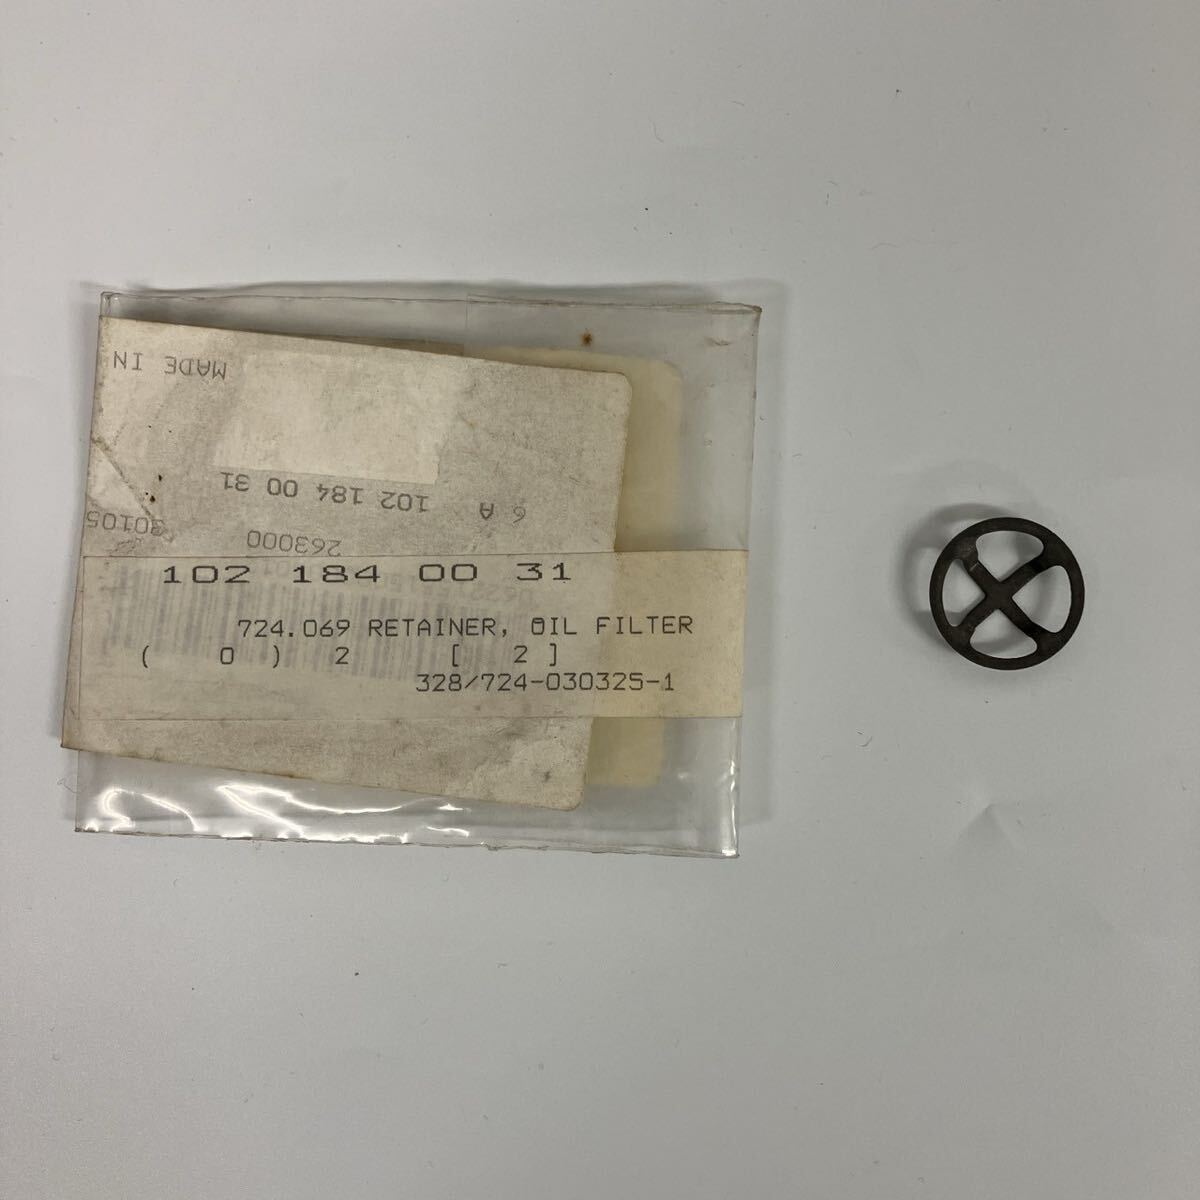 MADE IN
6 A 102 184 00 31
30105
263000
102 184 00 31
724.069 RETAINER, OIL FILTER
( 0 ) 2 [ 2 ]
328/724-030325-1